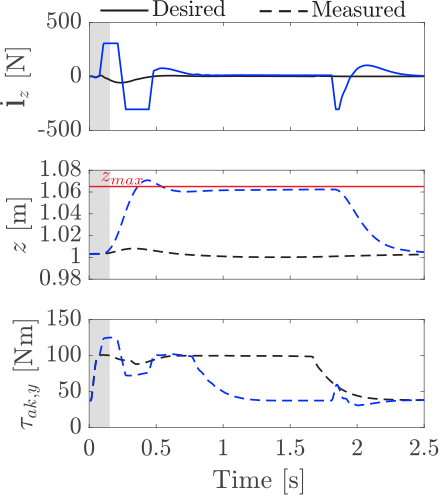 Desired Measured
500
0
-500
i̇_z [N]
1.08
1.06
1.04
1.02
1
0.98
z [m]
z_max
150
100
50
0
τ_ak,y [Nm]
0 0.5 1 1.5 2 2.5
Time [s]